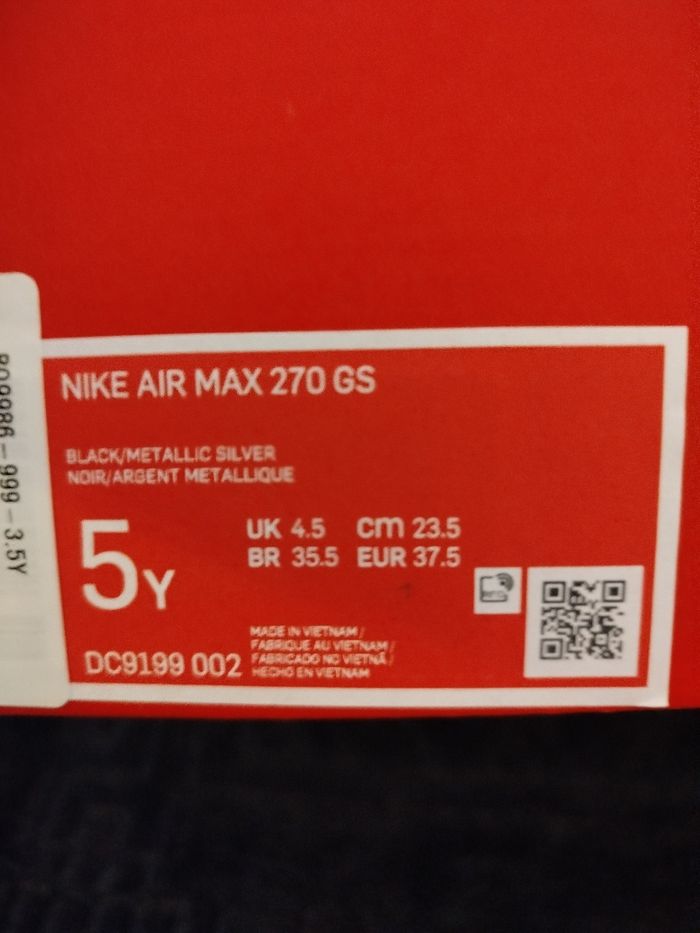 NIKE AIR MAX 270 GS
BLACK/METALLIC SILVER
NOIR/ARGENT METALLIQUE
5Y
UK 4.5 cm 23.5
BR 35.5 EUR 37.5
DC9199 002
MADE IN VIETNAM /
FABRIQUE AU VIETNAM /
FABRICADO NO VIETNÃ /
HECHO EN VIETNAM
-999-3.5Y